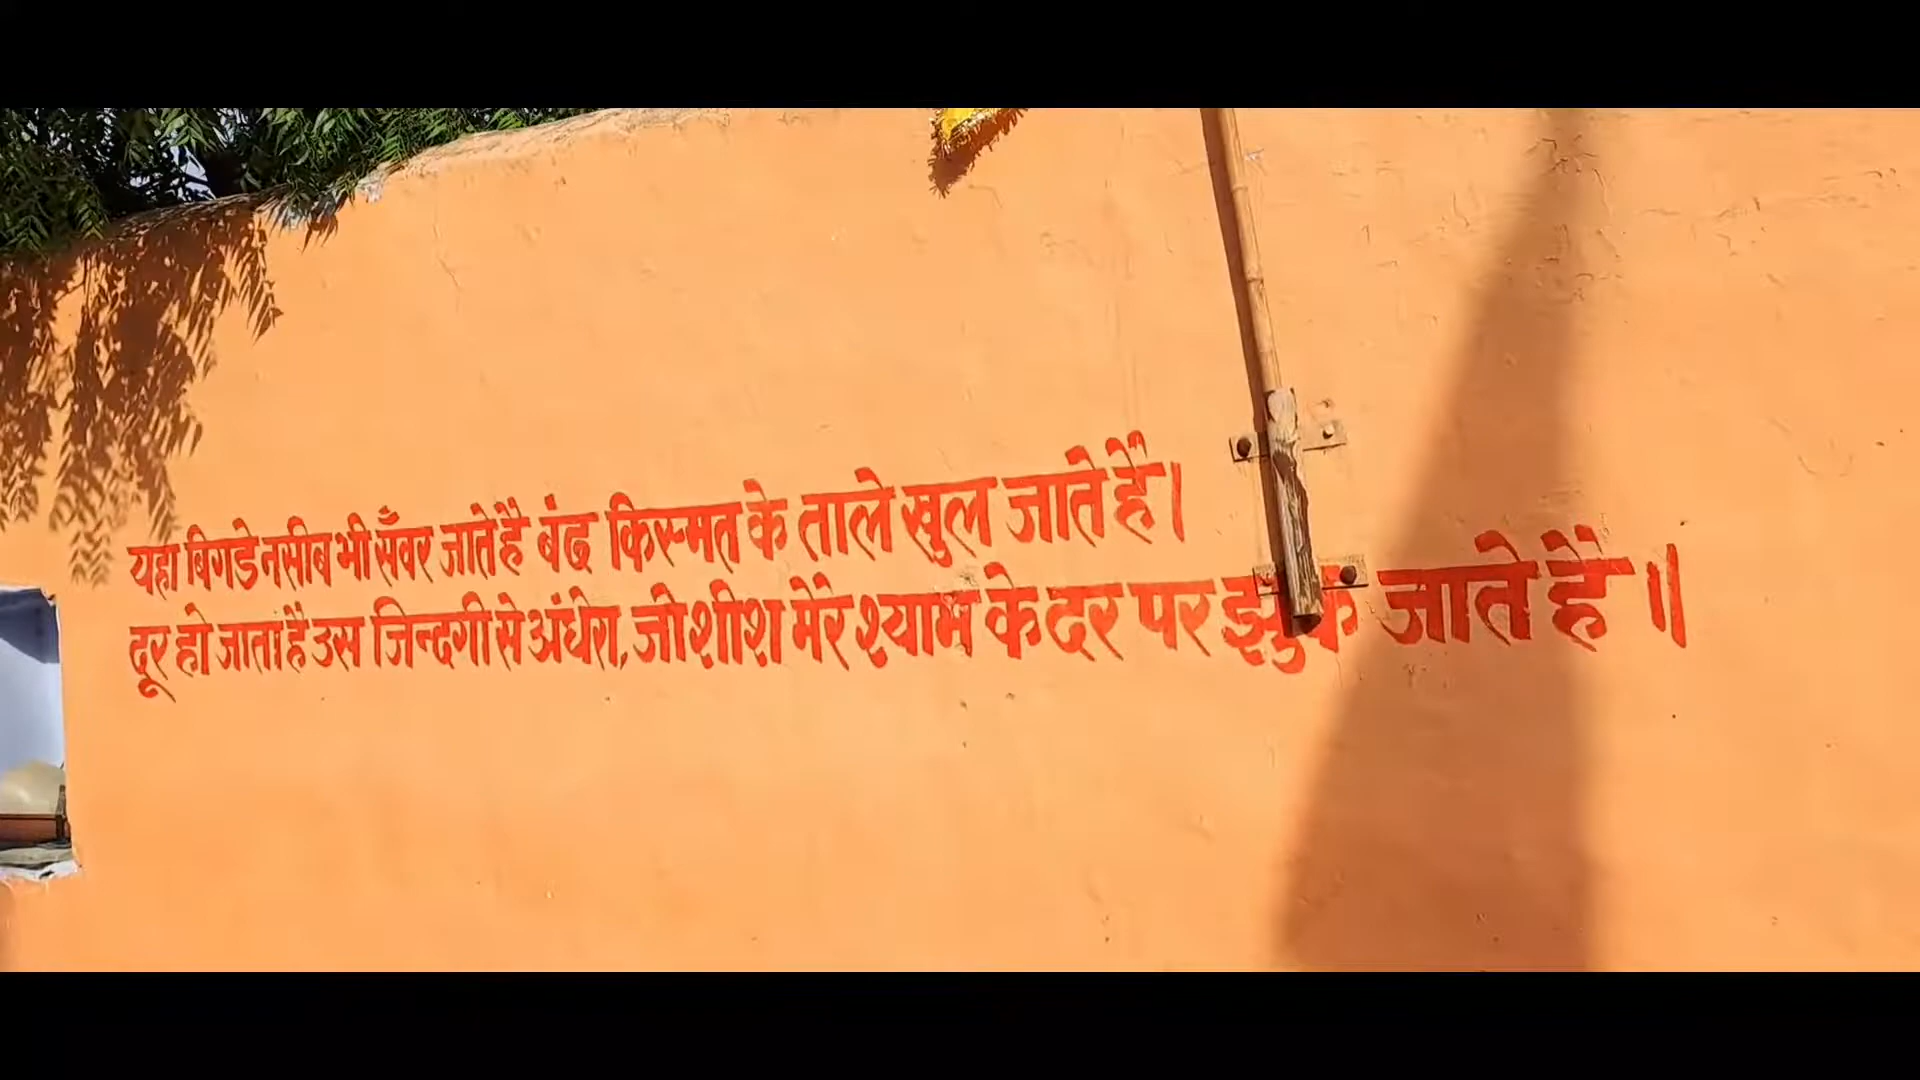 यहा बिगडे नसीब भी सँवर जाते है बंद किस्मत के ताले खुल जाते है।
दूर हो जाता है उस जिन्दगी से अंधेरा, जो शीश मेरे श्याम के दर पर झुक जाते है॥